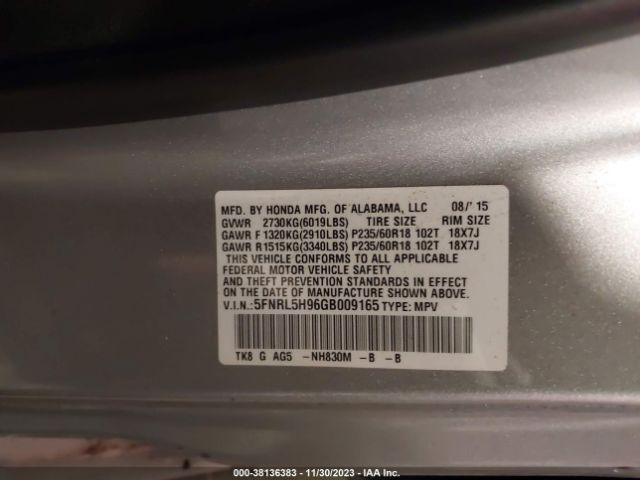 MFD. BY HONDA MFG. OF ALABAMA, LLC 08/'15
GVWR 2730KG(6019LBS) TIRE SIZE RIM SIZE
GAWR F 1320KG(2910LBS) P235/60R18 102T 18X7J
GAWR R 1515KG(3340LBS) P235/60R18 102T 18X7J
THIS VEHICLE CONFORMS TO ALL APPLICABLE
FEDERAL MOTOR VEHICLE SAFETY
AND THEFT PREVENTION STANDARDS IN EFFECT
ON THE DATE OF MANUFACTURE SHOWN ABOVE.
V.I.N.: 5FNRL5H96GB009165 TYPE: MPV
TK8 G AG5 -NH830M -B -B
000-38136383 - 11/30/2023 - IAA Inc.